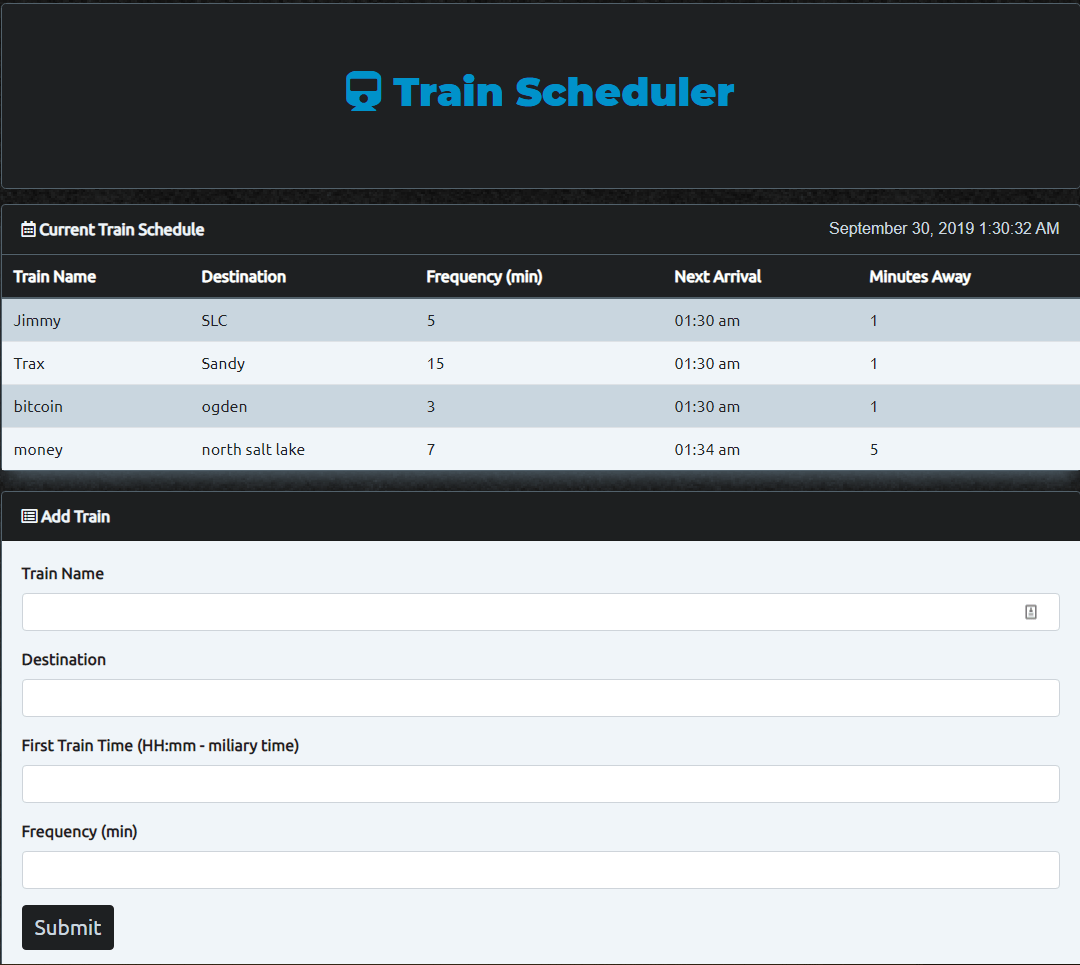 Train Scheduler
Current Train Schedule September 30, 2019 1:30:32 AM
Train Name Destination Frequency (min) Next Arrival Minutes Away
Jimmy SLC 5 01:30 am 1
Trax Sandy 15 01:30 am 1
bitcoin ogden 3 01:30 am 1
money north salt lake 7 01:34 am 5
Add Train
Train Name
Destination
First Train Time (HH:mm - miliary time)
Frequency (min)
Submit